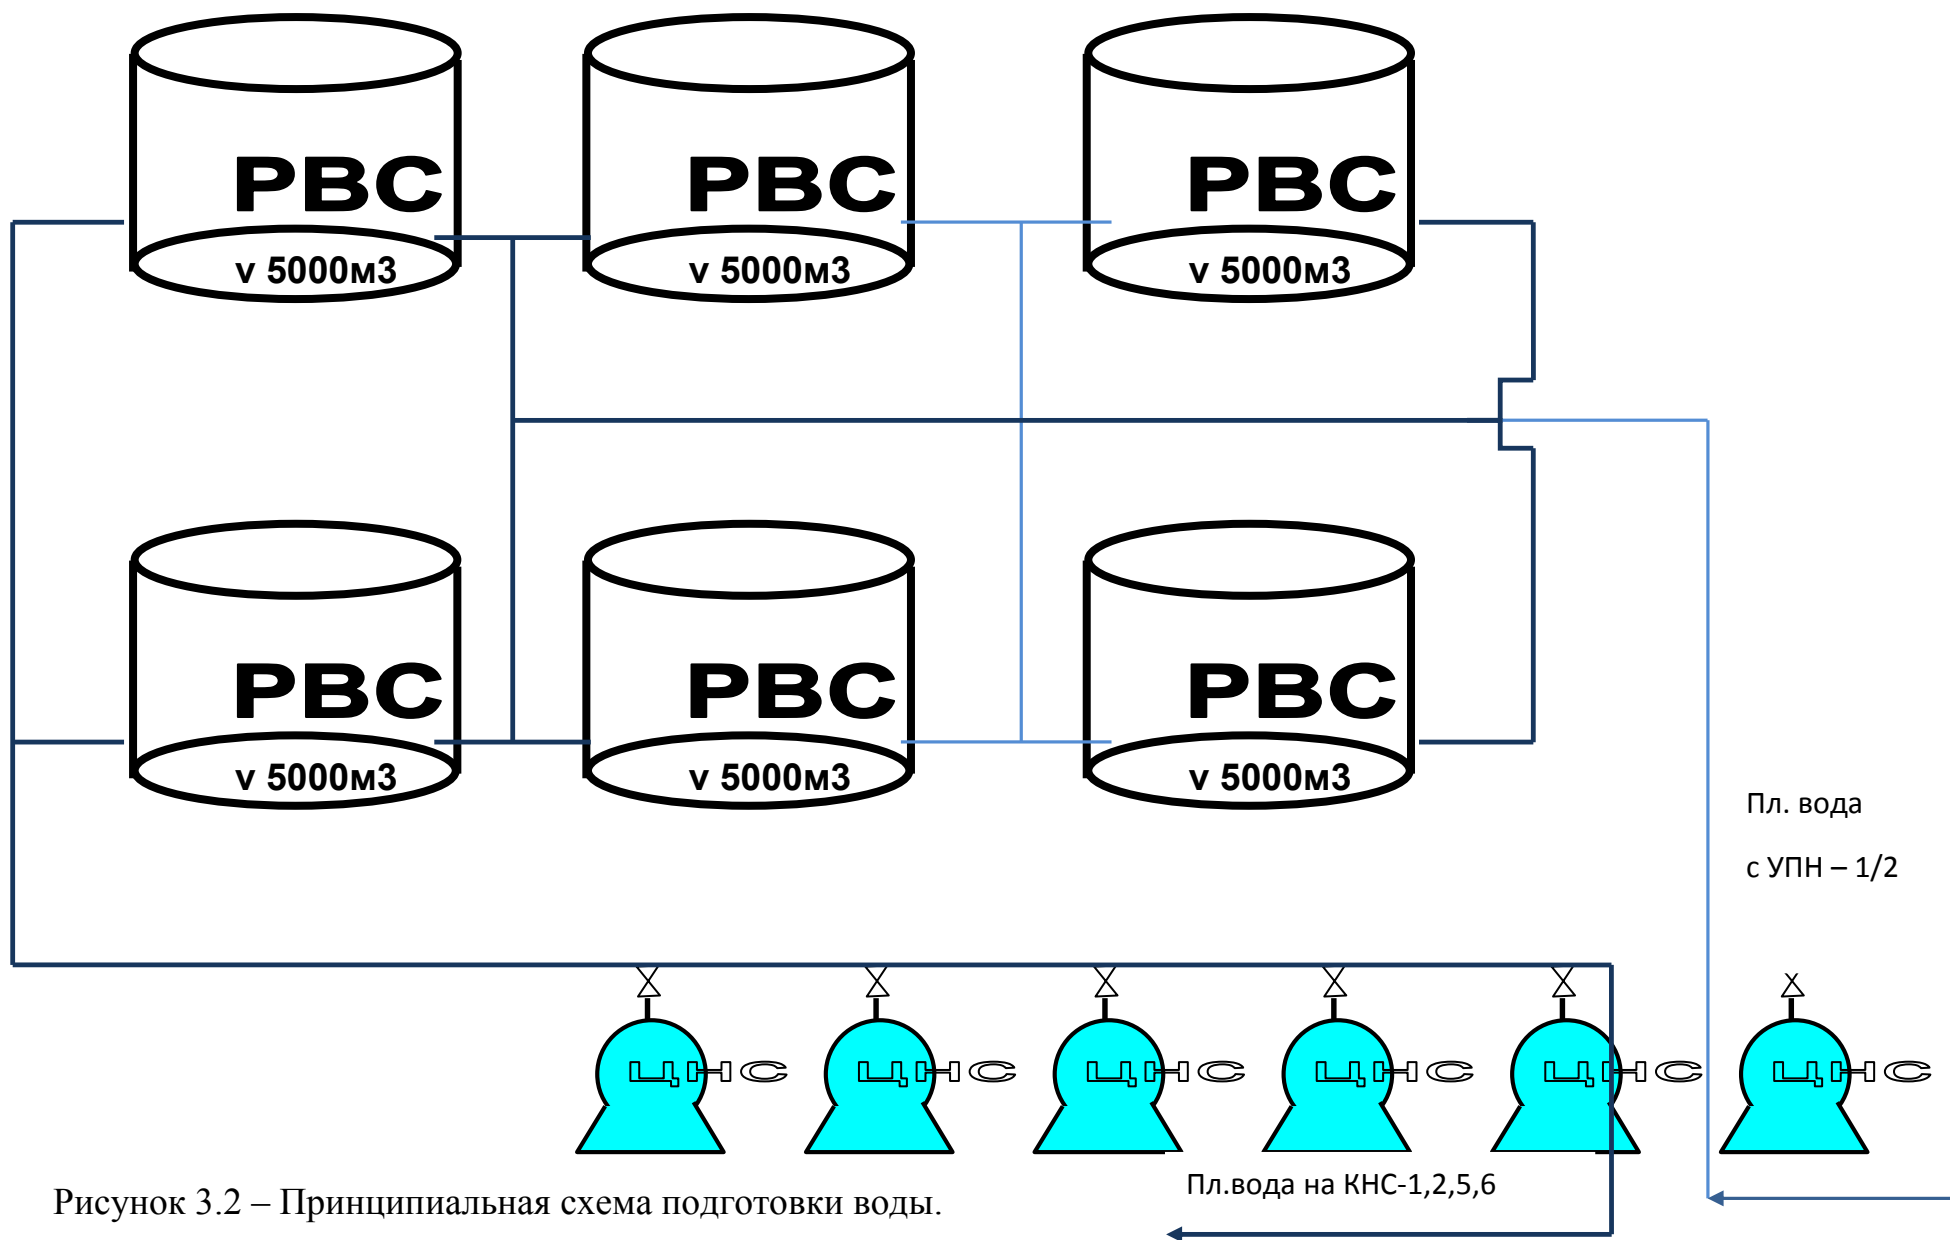 РВС РВС РВС
v 5000м3 v 5000м3 v 5000м3
РВС РВС РВС
v 5000м3 v 5000м3 v 5000м3
Пл. вода
с УПН – 1/2
ЦНС ЦНС ЦНС ЦНС ЦНС ЦНС
Пл.вода на КНС-1,2,5,6
Рисунок 3.2 – Принципиальная схема подготовки воды.